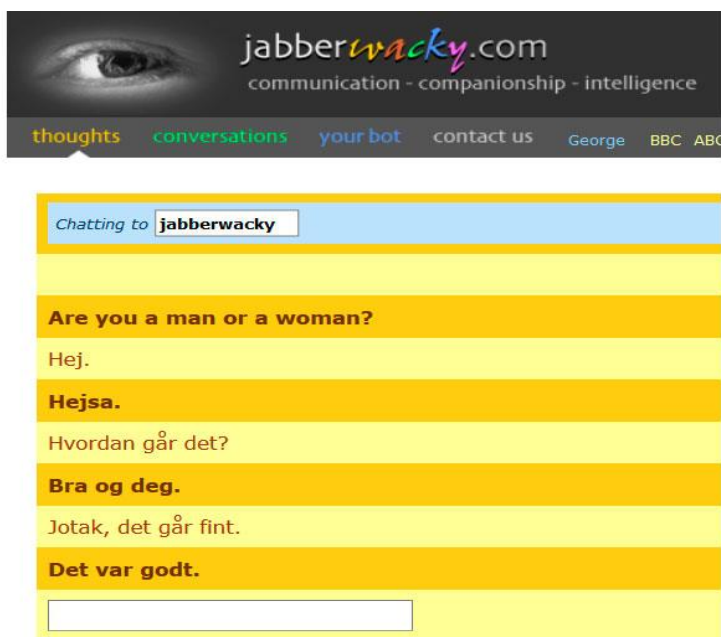 jabberwacky.com
communication - companionship - intelligence
thoughts conversations your bot contact us George BBC ABC
Chatting to jabberwacky
Are you a man or a woman?
Hej.
Hejsa.
Hvordan går det?
Bra og deg.
Jotak, det går fint.
Det var godt.